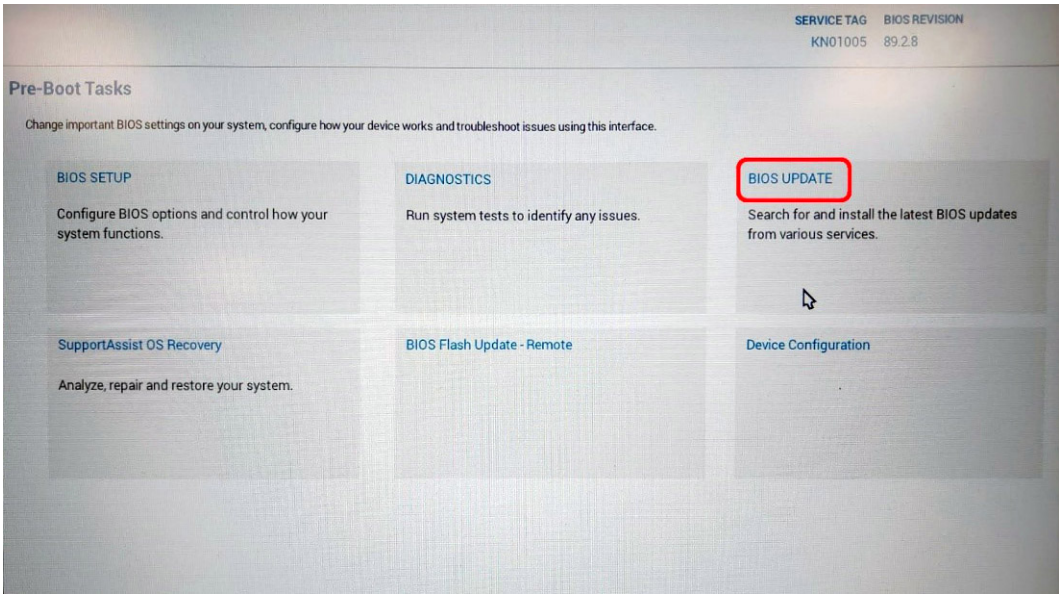 SERVICE TAG BIOS REVISION
KN01005 89.2.8
Pre-Boot Tasks
Change important BIOS settings on your system, configure how your device works and troubleshoot issues using this interface.
BIOS SETUP
Configure BIOS options and control how your
system functions.
DIAGNOSTICS
Run system tests to identify any issues.
BIOS UPDATE
Search for and install the latest BIOS updates
from various services.
SupportAssist OS Recovery
Analyze, repair and restore your system.
BIOS Flash Update - Remote
Device Configuration